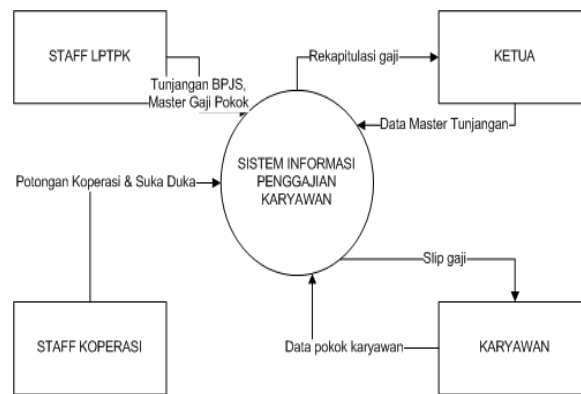 STAFF LPTPK
Rekapitulasi gaji
KETUA
Tunjangan BPJS,
Master Gaji Pokok
Data Master Tunjangan
SISTEM INFORMASI
PENGGAJIAN
KARYAWAN
Potongan Koperasi & Suka Duka
Slip gaji
STAFF KOPERASI
Data pokok karyawan
KARYAWAN